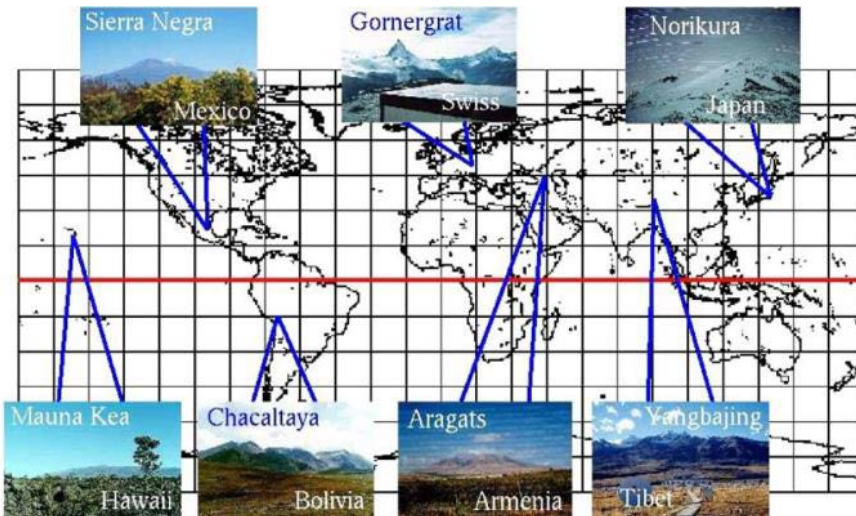 Sierra Negra
Mexico
Gornergrat
Swiss
Norikura
Japan
Mauna Kea
Hawaii
Chacaltaya
Bolivia
Aragats
Armenia
Yangbajing
Tibet